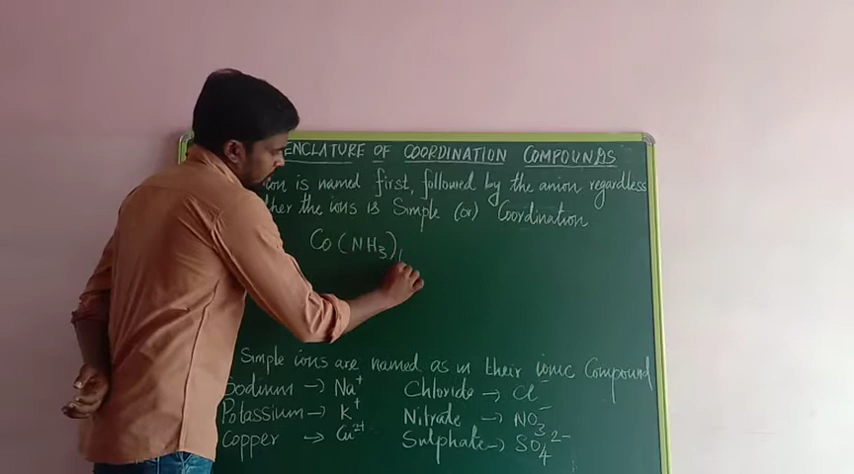 ENCLATURE OF COORDINATION COMPOUNDS
ion is named first, followed by the anion regardless
ther the ions is Simple (or) Coordination
Co(NH3)
Simple ions are named as in their ionic Compound
Sodium → Na+ Chloride → Cl-
Potassium → K+ Nitrate → NO3-
Copper → Cu2+ Sulphate → SO4 2-